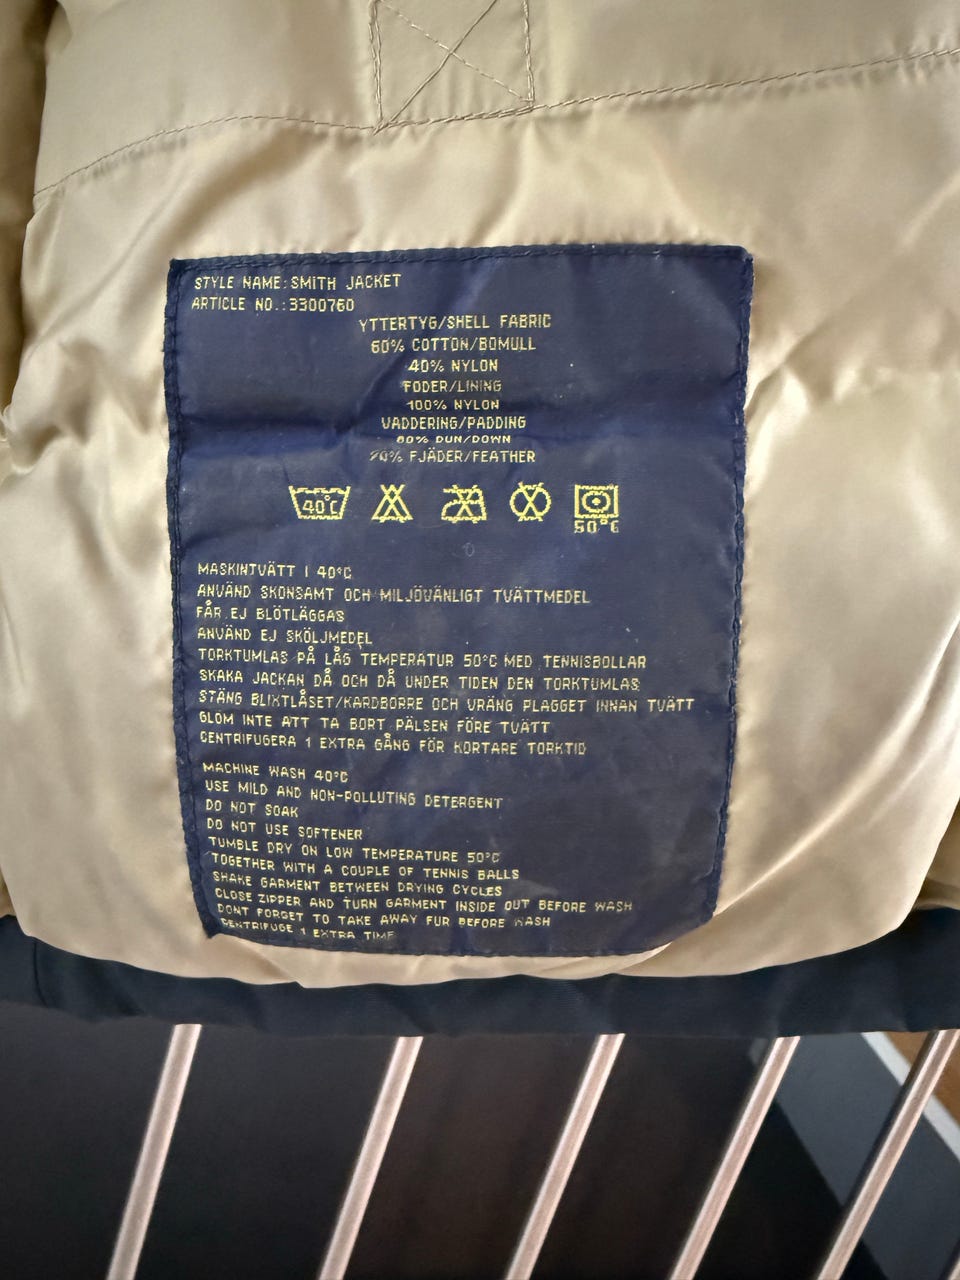 STYLE NAME:SMITH JACKET
ARTICLE NO.:3300760
YTTERTYG/SHELL FABRIC
60% COTTON/BOMULL
40% NYLON
FODER/LINING
100% NYLON
VADDERING/PADDING
80% DUN/DOWN
20% FJÄDER/FEATHER
40°C
50°C
MASKINTVÄTT I 40°C
ANVÄND SKONSAMT OCH MILJÖVÄNLIGT TVÄTTMEDEL
FÅR EJ BLÖTLÄGGAS
ANVÄND EJ SKÖLJMEDEL
TORKTUMLAS PÅ LÅG TEMPERATUR 50°C MED TENNISBOLLAR
SKAKA JACKAN DÅ OCH DÅ UNDER TIDEN DEN TORKTUMLAS
STÄNG BLIXTLÅSET/KARDBORRE OCH VRÄNG PLAGGET INNAN TVÄTT
GLÖM INTE ATT TA BORT PÄLSEN FÖRE TVÄTT
CENTRIFUGERA 1 EXTRA GÅNG FÖR KORTARE TORKTID
MACHINE WASH 40°C
USE MILD AND NON-POLLUTING DETERGENT
DO NOT SOAK
DO NOT USE SOFTENER
TUMBLE DRY ON LOW TEMPERATURE 50°C
TOGETHER WITH A COUPLE OF TENNIS BALLS
SHAKE GARMENT BETWEEN DRYING CYCLES
CLOSE ZIPPER AND TURN GARMENT INSIDE OUT BEFORE WASH
DONT FORGET TO TAKE AWAY FUR BEFORE WASH
CENTRIFUGE 1 EXTRA TIME